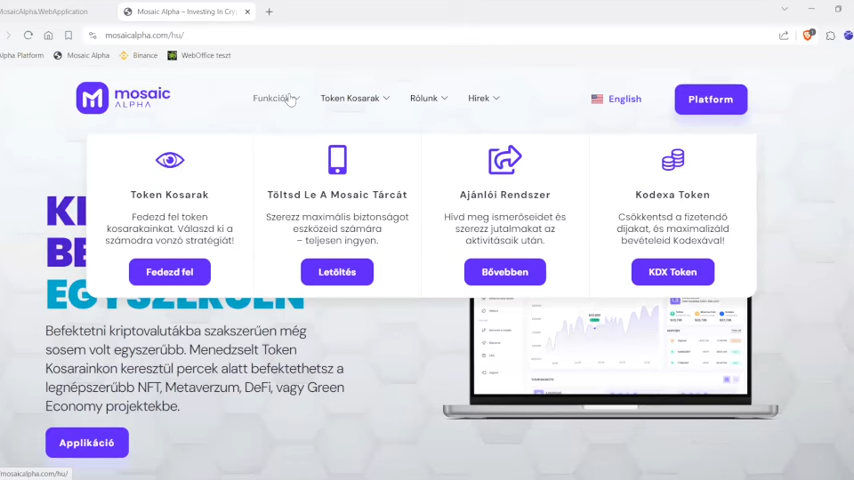 MosaicAlpha.WebApplication
Mosaic Alpha – Investing In Cry
mosaicalpha.com/hu/
Alpha Platform
Mosaic Alpha
Binance
WebOffice teszt
mosaic
ALPHA
Funkciók
Token Kosarak
Rólunk
Hírek
English
Platform
Token Kosarak
Töltsd Le A Mosaic Tárcát
Ajánlói Rendszer
Kodexa Token
Fedezd fel token
kosarakainkat. Válaszd ki a
számodra vonzó stratégiát!
Szerezz maximális biztonságot
eszközeid számára
– teljesen ingyen.
Hívd meg ismerőseidet és
szerezz jutalmakat az
aktivitásaik után.
Csökkentsd a fizetendő
díjakat, és maximalizáld
bevételeid Kodexával!
Fedezd fel
Letöltés
Bővebben
KDX Token
EGYSZERŰEN
Befektetni kriptovalutákba szakszerűen még
sosem volt egyszerűbb. Menedzselt Token
Kosarainkon keresztül percek alatt befektethetsz a
legnépszerűbb NFT, Metaverzum, DeFi, vagy Green
Economy projektekbe.
Applikáció
mosaicalpha.com/hu/